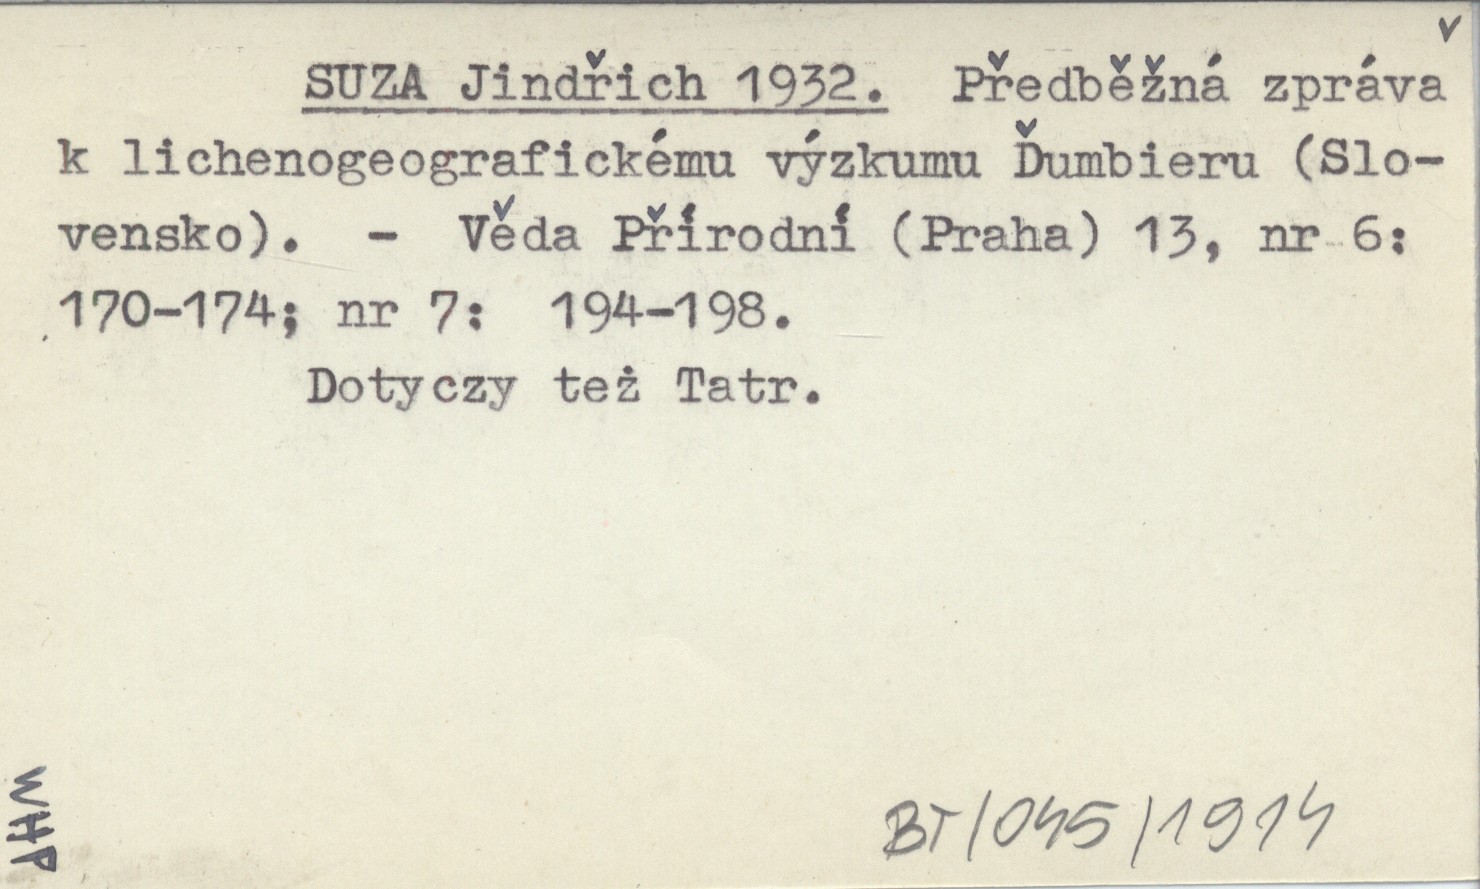 v
SUZA Jindřich 1932. Předběžná zpráva
k lichenogeografickému výzkumu Ďumbieru (Slo-
vensko). - Věda Přírodní (Praha) 13, nr 6:
170-174; nr 7: 194-198.
Dotyczy też Tatr.
WHP
BT/045/1914